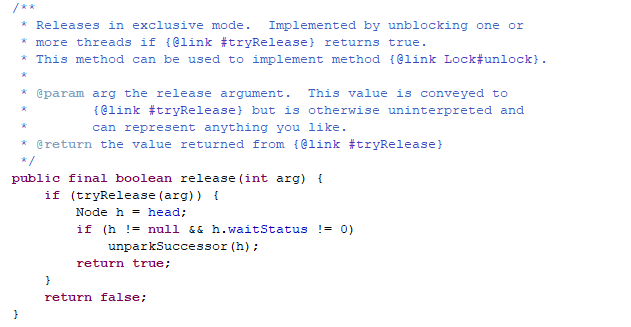 /**
 * Releases in exclusive mode.  Implemented by unblocking one or
 * more threads if {@link #tryRelease} returns true.
 * This method can be used to implement method {@link Lock#unlock}.
 *
 * @param arg the release argument.  This value is conveyed to
 *        {@link #tryRelease} but is otherwise uninterpreted and
 *        can represent anything you like.
 * @return the value returned from {@link #tryRelease}
 */
public final boolean release(int arg) {
    if (tryRelease(arg)) {
        Node h = head;
        if (h != null && h.waitStatus != 0)
            unparkSuccessor(h);
        return true;
    }
    return false;
}